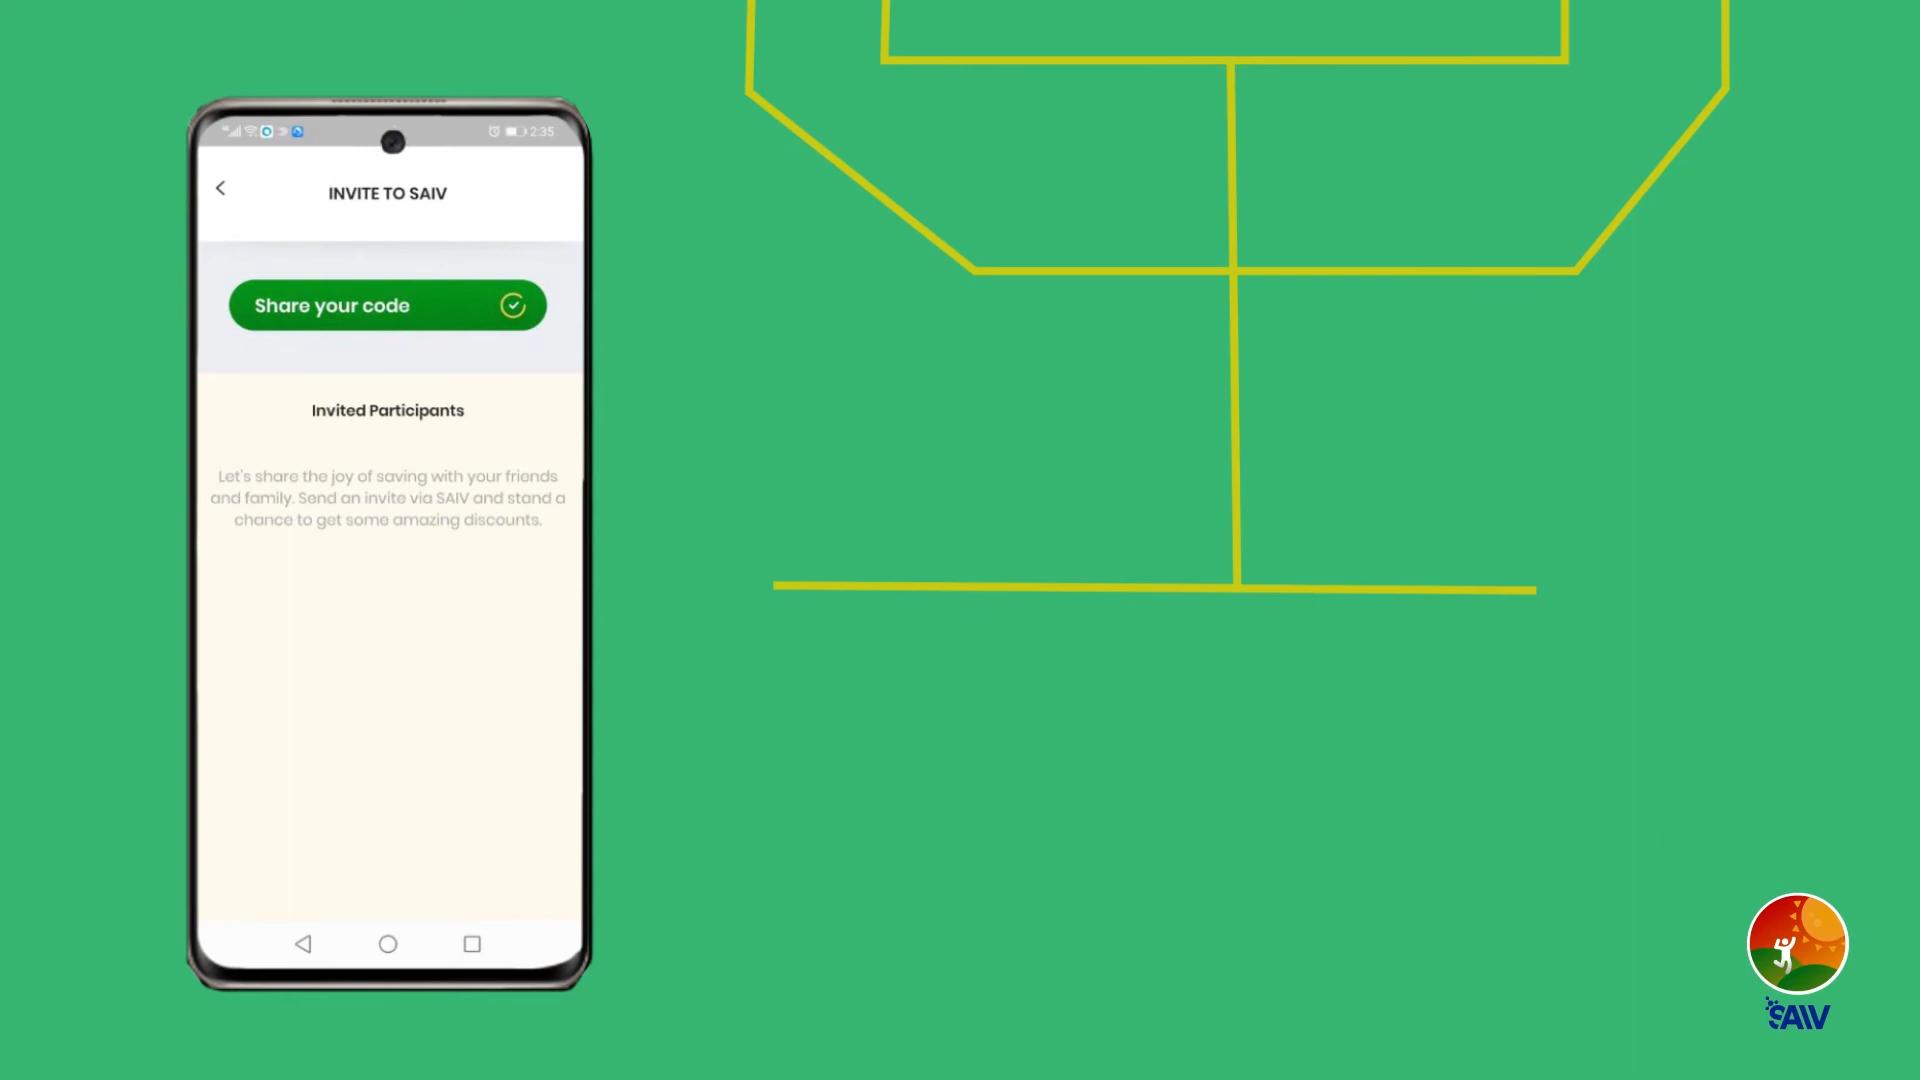 2:35
INVITE TO SAIV
Share your code
Invited Participants
Let's share the joy of saving with your friends
and family. Send an invite via SAIV and stand a
chance to get some amazing discounts.
SAIV